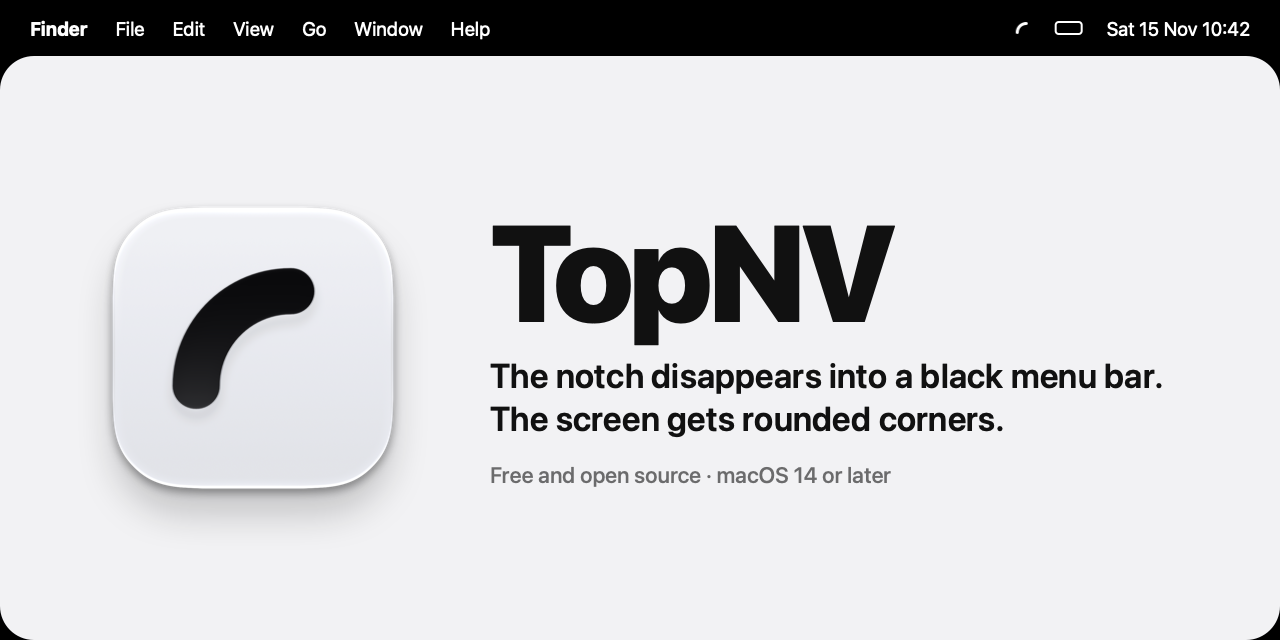 Finder File Edit View Go Window Help Sat 15 Nov 10:42
TopNV
The notch disappears into a black menu bar.
The screen gets rounded corners.
Free and open source · macOS 14 or later